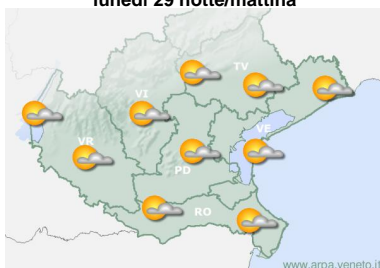 lunedì 29 notte/mattina
TV
VI
VE
VR
PD
RO
www.arpa.veneto.it